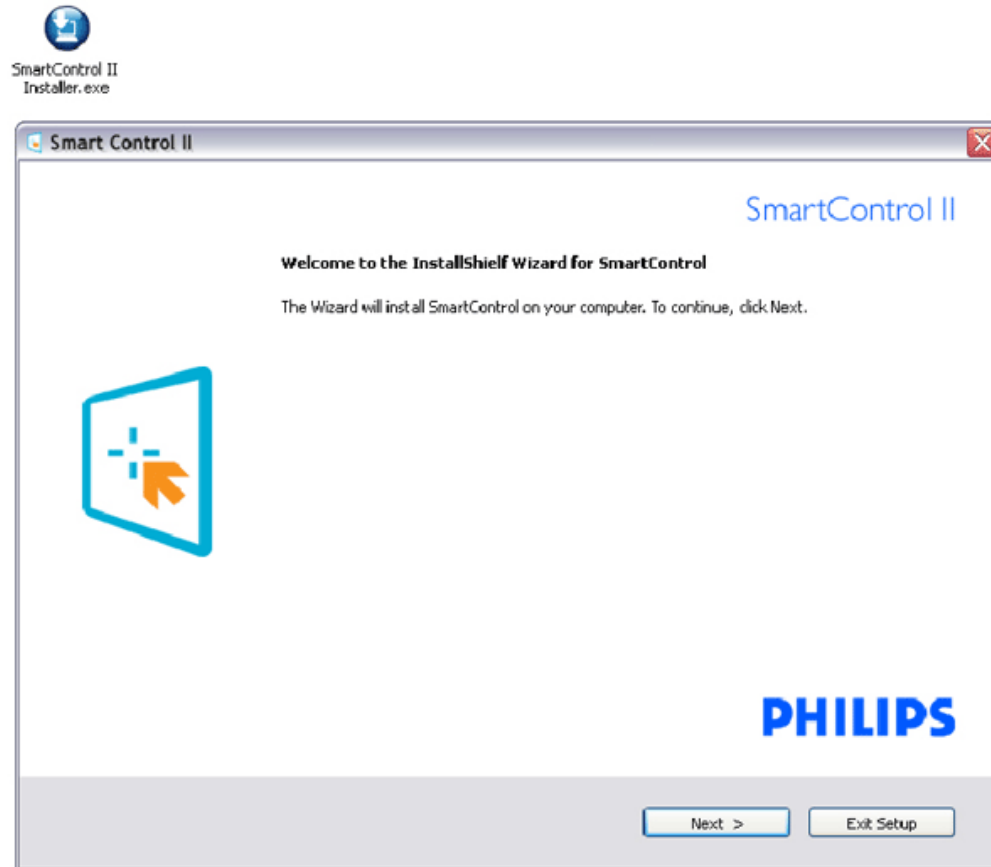 SmartControl II
Installer.exe
Smart Control II
SmartControl II
Welcome to the InstallShielf Wizard for SmartControl
The Wizard will install SmartControl on your computer. To continue, click Next.
PHILIPS
Next >
Exit Setup